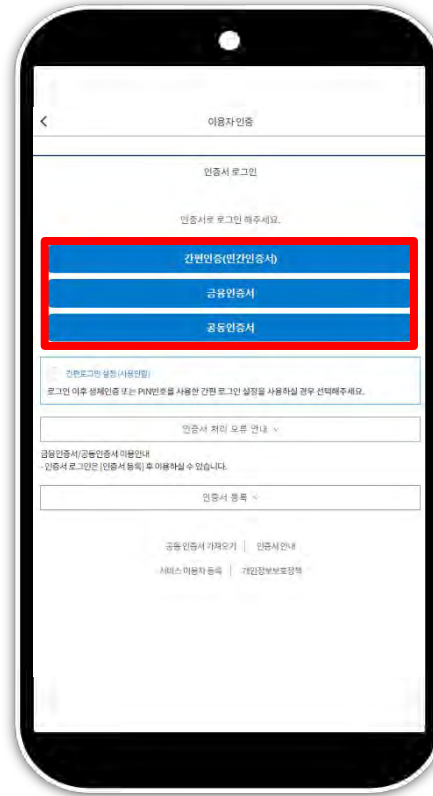 이용자 인증
인증서 로그인
인증서로 로그인 해주세요.
간편인증(민간인증서)
금융인증서
공동인증서
간편로그인 설정 (사용안함)
로그인 이후 생체인증 또는 PIN번호를 사용한 간편 로그인 설정을 사용하실 경우 선택해주세요.
인증서 처리 오류 안내
금융인증서/공동인증서 이용안내
- 인증서 로그인은 [인증서 등록] 후 이용하실 수 있습니다.
인증서 등록
공동 인증서 가져오기 | 인증서 안내
서비스 이용자 등록 | 개인정보보호정책